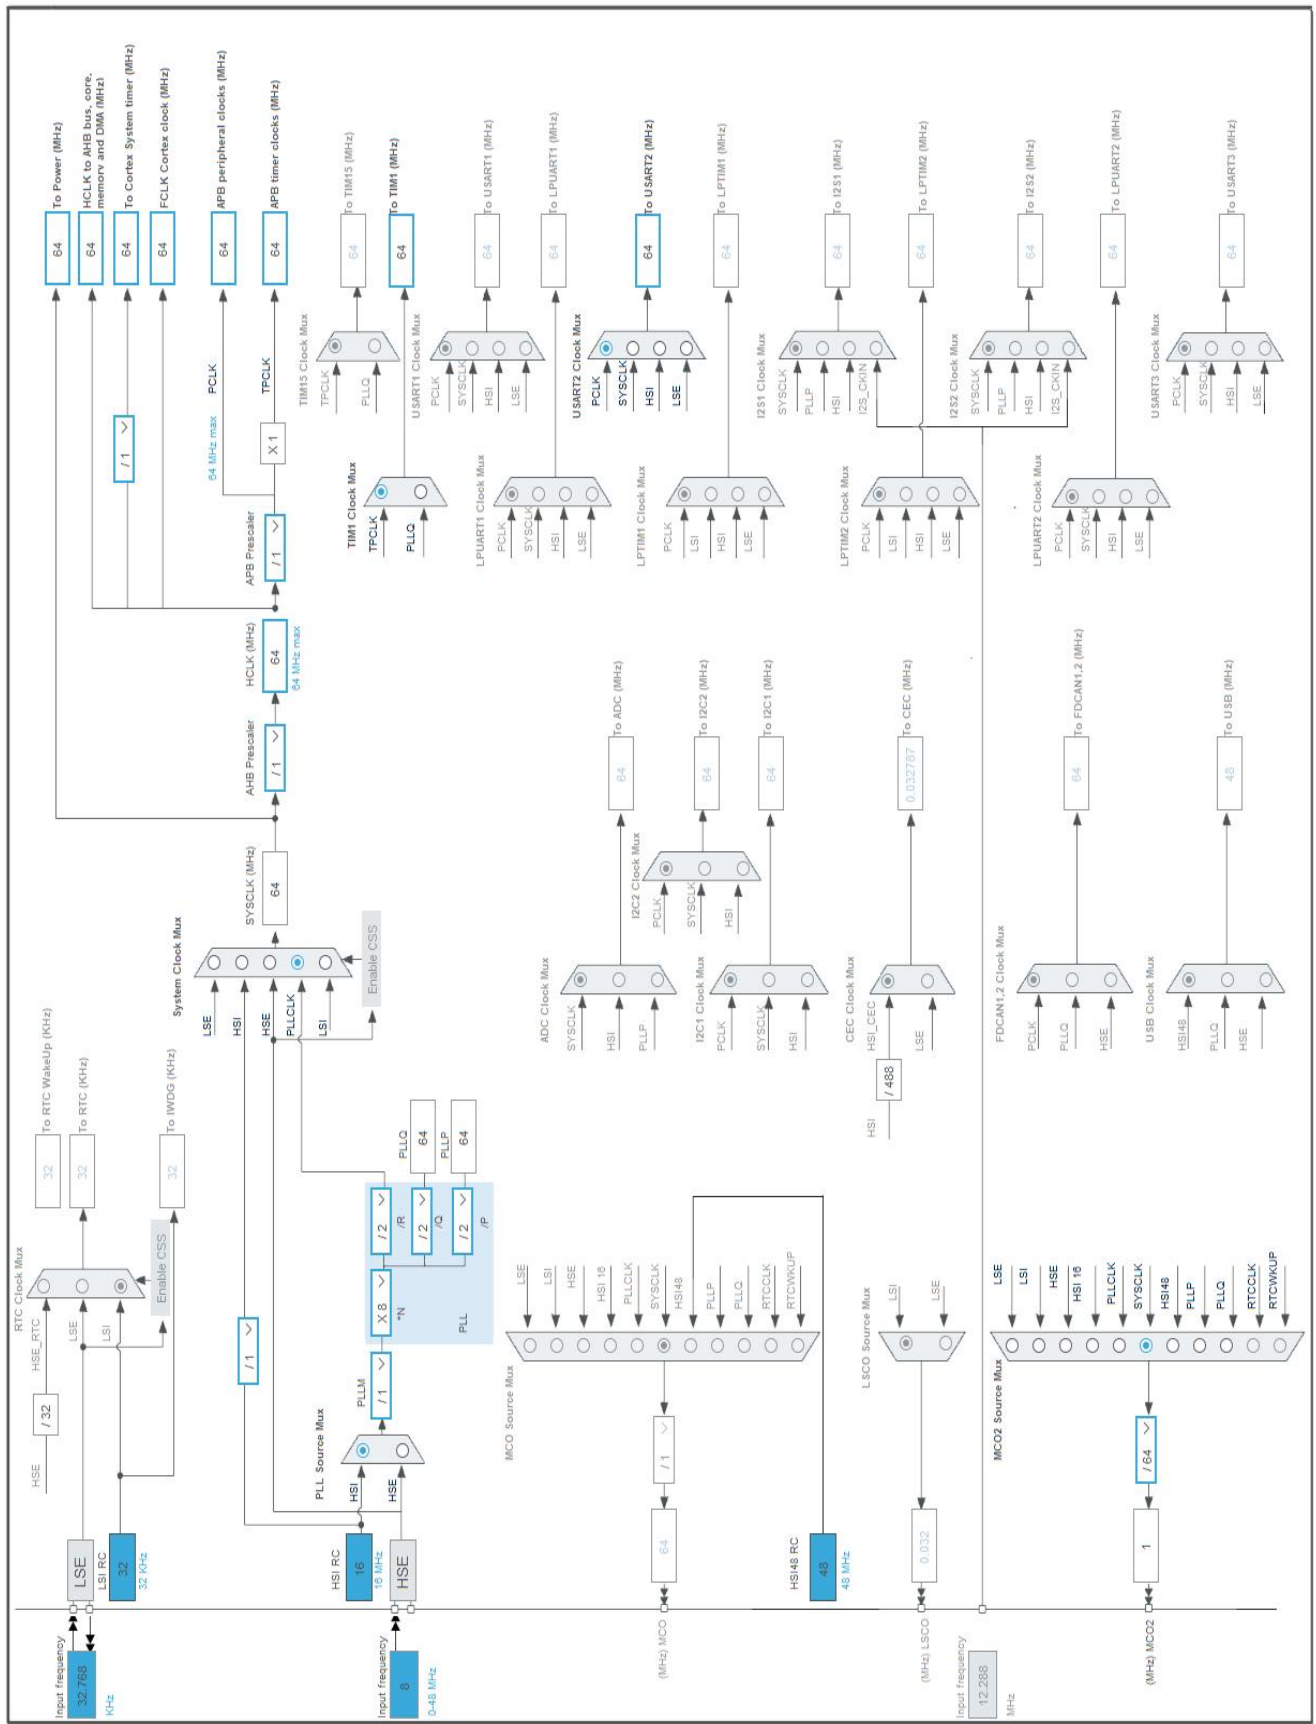 Input frequency
32.768
KHz
LSE
LSI RC
32
32 KHz
HSE
/ 32
HSE_RTC
LSE
LSI
RTC Clock Mux
Enable CSS
32
To RTC WakeUp (KHz)
32
To RTC (KHz)
32
To IWDG (KHz)
Input frequency
8
0-48 MHz
HSI RC
16
16 MHz
HSE
/ 1
PLL Source Mux
HSI
HSE
PLLM
/ 1
X 8
*N
PLL
/ 2
/R
/ 2
/Q
/ 2
/P
PLLQ
64
PLLP
64
System Clock Mux
LSE
HSI
HSE
PLLCLK
LSI
Enable CSS
SYSCLK (MHz)
64
AHB Prescaler
/ 1
HCLK (MHz)
64
64 MHz max
APB Prescaler
/ 1
/ 1
64 MHz max
PCLK
X 1
TPCLK
64
To Power (MHz)
64
HCLK to AHB bus, core,
memory and DMA (MHz)
64
To Cortex System timer (MHz)
64
FCLK Cortex clock (MHz)
64
APB peripheral clocks (MHz)
64
APB timer clocks (MHz)
TIM15 Clock Mux
TPCLK
PLLQ
64
To TIM15 (MHz)
TIM1 Clock Mux
TPCLK
PLLQ
64
To TIM1 (MHz)
USART1 Clock Mux
PCLK
SYSCLK
HSI
LSE
64
To USART1 (MHz)
LPUART1 Clock Mux
PCLK
SYSCLK
HSI
LSE
64
To LPUART1 (MHz)
USART2 Clock Mux
PCLK
SYSCLK
HSI
LSE
64
To USART2 (MHz)
LPTIM1 Clock Mux
PCLK
LSI
HSI
LSE
64
To LPTIM1 (MHz)
I2S1 Clock Mux
SYSCLK
PLLP
HSI
I2S_CKIN
64
To I2S1 (MHz)
LPTIM2 Clock Mux
PCLK
LSI
HSI
LSE
64
To LPTIM2 (MHz)
I2S2 Clock Mux
SYSCLK
PLLP
HSI
I2S_CKIN
64
To I2S2 (MHz)
LPUART2 Clock Mux
PCLK
SYSCLK
HSI
LSE
64
To LPUART2 (MHz)
USART3 Clock Mux
PCLK
SYSCLK
HSI
LSE
64
To USART3 (MHz)
ADC Clock Mux
SYSCLK
HSI
PLLP
64
To ADC (MHz)
I2C2 Clock Mux
PCLK
SYSCLK
HSI
64
To I2C2 (MHz)
I2C1 Clock Mux
PCLK
SYSCLK
HSI
64
To I2C1 (MHz)
CEC Clock Mux
HSI
/ 488
HSI_CEC
LSE
0.032787
To CEC (MHz)
FDCAN1,2 Clock Mux
PCLK
PLLQ
HSE
64
To FDCAN1,2 (MHz)
USB Clock Mux
HSI48
PLLQ
HSE
48
To USB (MHz)
MCO Source Mux
LSE
LSI
HSE
HSI 16
PLLCLK
SYSCLK
HSI48
PLLP
PLLQ
RTCCLK
RTCWKUP
/ 1
64
(MHz) MCO
HSI48 RC
48
48 MHz
LSCO Source Mux
LSI
LSE
0.032
(MHz) LSCO
Input frequency
12.288
MHz
MCO2 Source Mux
LSE
LSI
HSE
HSI 16
PLLCLK
SYSCLK
HSI48
PLLP
PLLQ
RTCCLK
RTCWKUP
/ 64
1
(MHz) MCO2